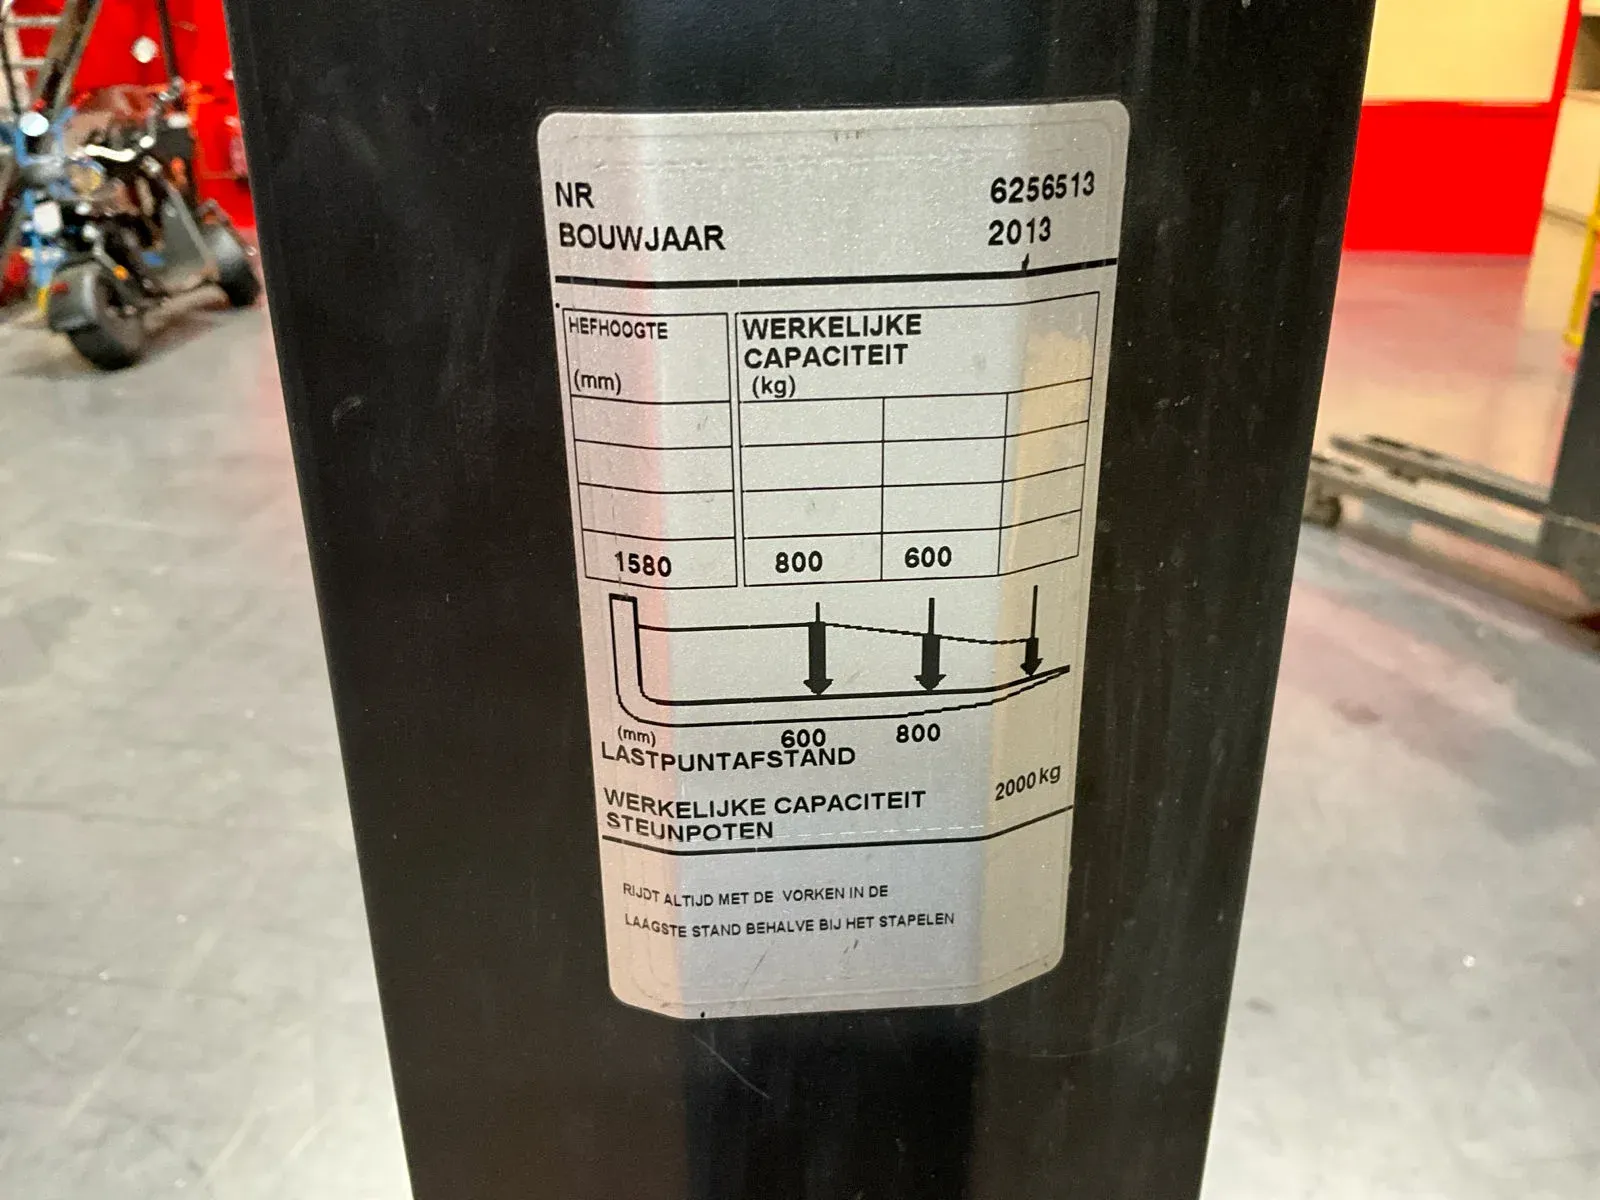 NR 6256513
BOUWJAAR 2013
HEFHOOGTE
(mm)
WERKELIJKE
CAPACITEIT
(kg)
1580 800 600
(mm) 600 800
LASTPUNTAFSTAND
WERKELIJKE CAPACITEIT 2000 kg
STEUNPOTEN
RIJDT ALTIJD MET DE VORKEN IN DE
LAAGSTE STAND BEHALVE BIJ HET STAPELEN